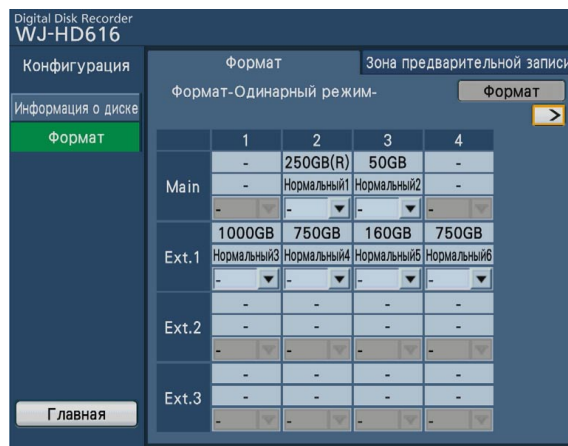 Digital Disk Recorder
WJ-HD616
Конфигурация
Формат
Зона предварительной записи
Формат-Одинарный режим-
Формат
>
Информация о диске
Формат
1 2 3 4
- 250GB(R) 50GB -
Main
- Нормальный1 Нормальный2 -
- - - -
1000GB 750GB 160GB 750GB
Ext.1
Нормальный3 Нормальный4 Нормальный5 Нормальный6
- - - -
- - - -
Ext.2
- - - -
- - - -
- - - -
Ext.3
- - - -
- - - -
Главная